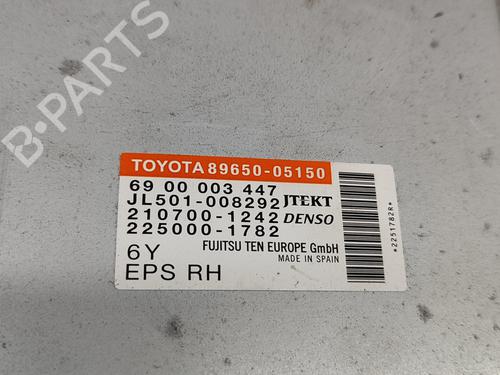 B-PARTS
TOYOTA 89650-05150
69 00 003 447
JL501-008292 JTEKT
210700-1242 DENSO
225000-1782
6Y FUJITSU TEN EUROPE GmbH
MADE IN SPAIN
EPS RH
*2251782R*